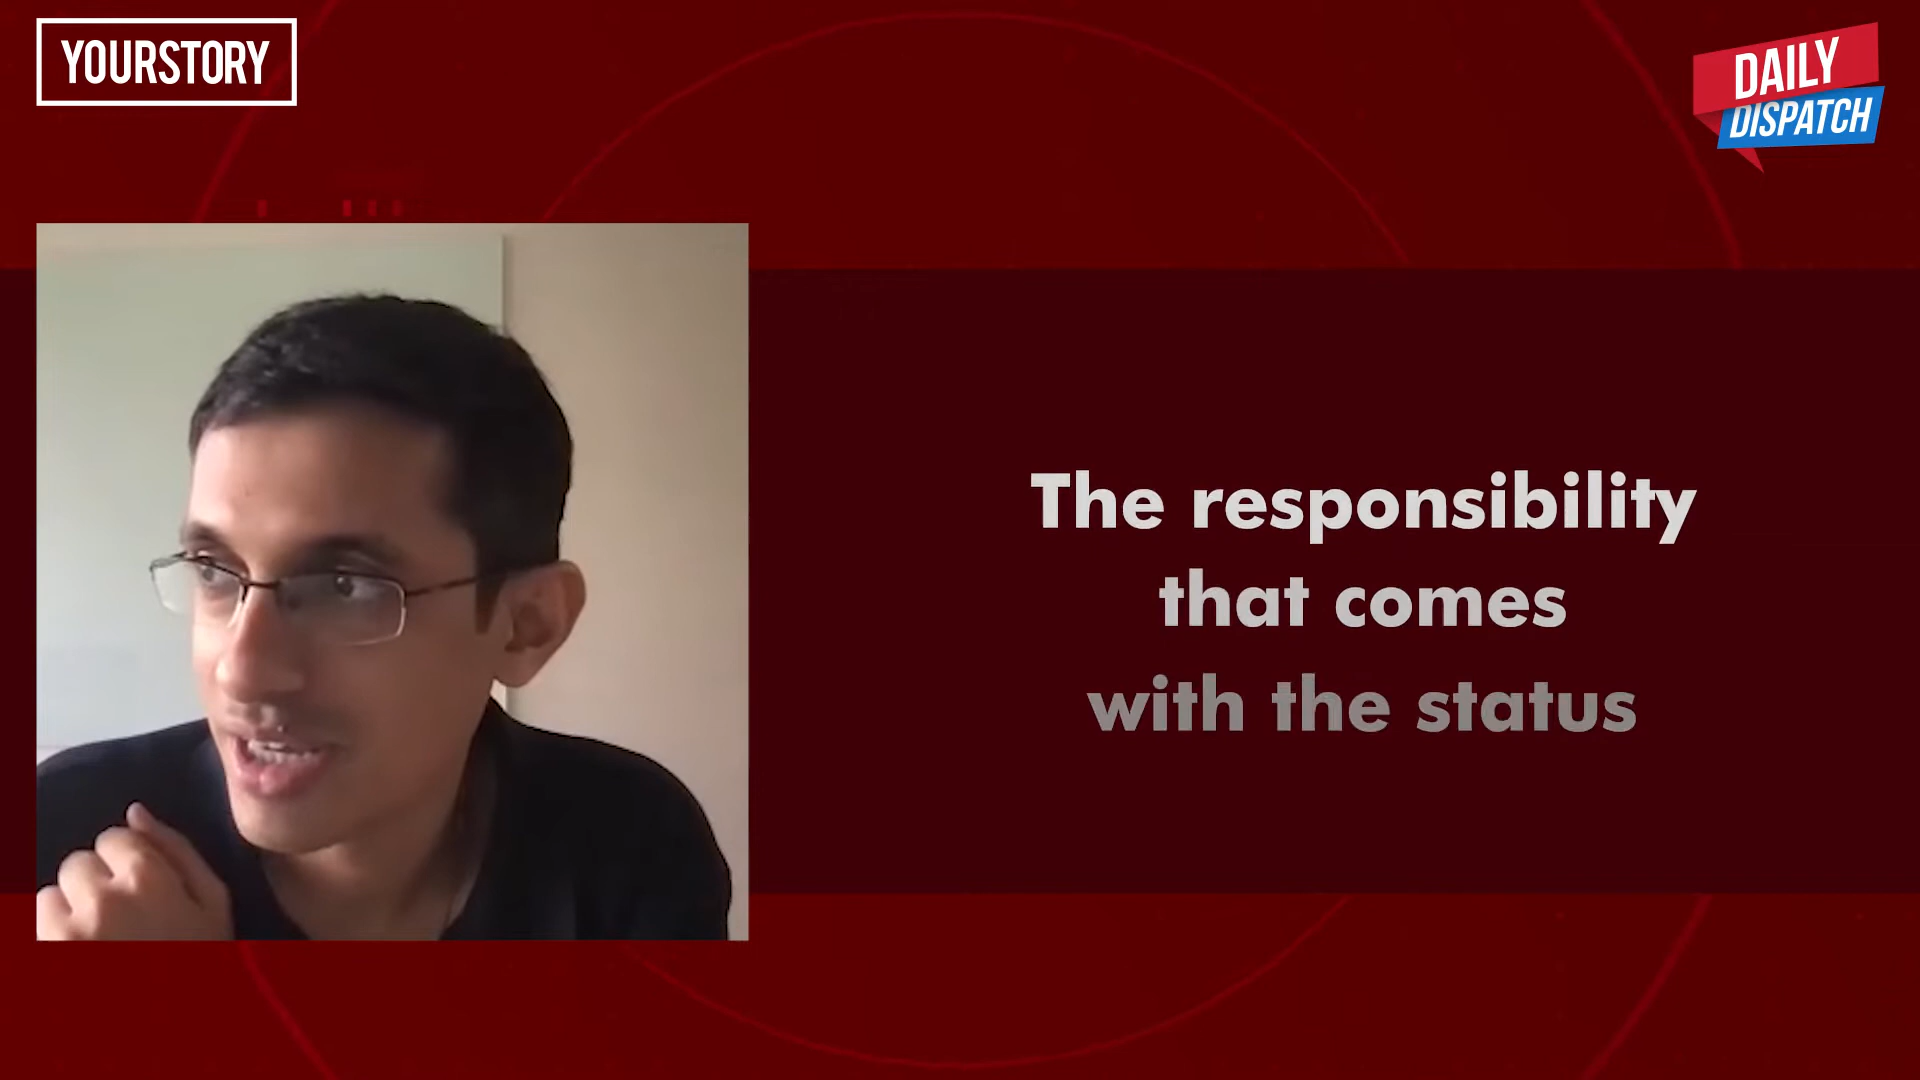 YOURSTORY
DAILY
DISPATCH
The responsibility
that comes
with the status